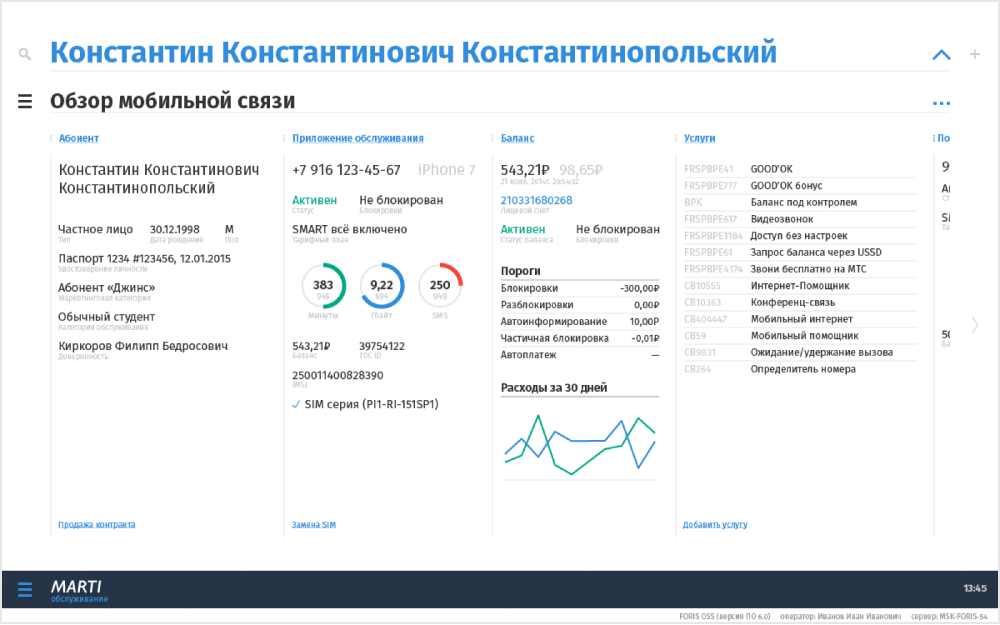 Константин Константинович Константинопольский
Обзор мобильной связи
Абонент
Константин Константинович
Константинопольский
Частное лицо 30.12.1998 М
Тип Дата рождения Пол
Паспорт 1234 #123456, 12.01.2015
Удостоверение личности
Абонент «Джинс»
Маркетинговая категория
Обычный студент
Категория обслуживания
Киркоров Филипп Бедросович
Доверенность
Продажа контракта
Приложение обслуживания
+7 916 123-45-67 iPhone 7
Активен Не блокирован
Статус Блокировки
SMART всё включено
Тарифный план
383 9,22 250
945 694 949
Минуты Гбайт SMS
543,21₽ 39754122
Баланс TDC ID
250011400828390
IMSI
✓ SIM серия (PI1-RI-151SP1)
Замена SIM
Баланс
543,21₽ 98,65₽
21 нояб. 2014г. 20:54:32
210331680268
Лицевой счет
Активен Не блокирован
Статус баланса Блокировки
Пороги
Блокировки -300,00₽
Разблокировки 0,00₽
Автоинформирование 10,00₽
Частичная блокировка -0,01₽
Автоплатеж —
Расходы за 30 дней
Услуги
FRSPBPE41 GOOD'OK
FRSPBPE777 GOOD'OK бонус
BPK Баланс под контролем
FRSPBPE617 Видеозвонок
FRSPBPE1184 Доступ без настроек
FRSPBPE61 Запрос баланса через USSD
FRSPBPE4174 Звони бесплатно на МТС
CB10555 Интернет-Помощник
CB10363 Конференц-связь
CB404447 Мобильный интернет
CB59 Мобильный помощник
CB9831 Ожидание/удержание вызова
CB264 Определитель номера
Добавить услугу
По
9
Ст
Та
Ба
MARTI
обслуживание
13:45
FORIS OSS (версия ПО 6.0) оператор: Иванов Иван Иванович сервер: MSK-FORIS-54